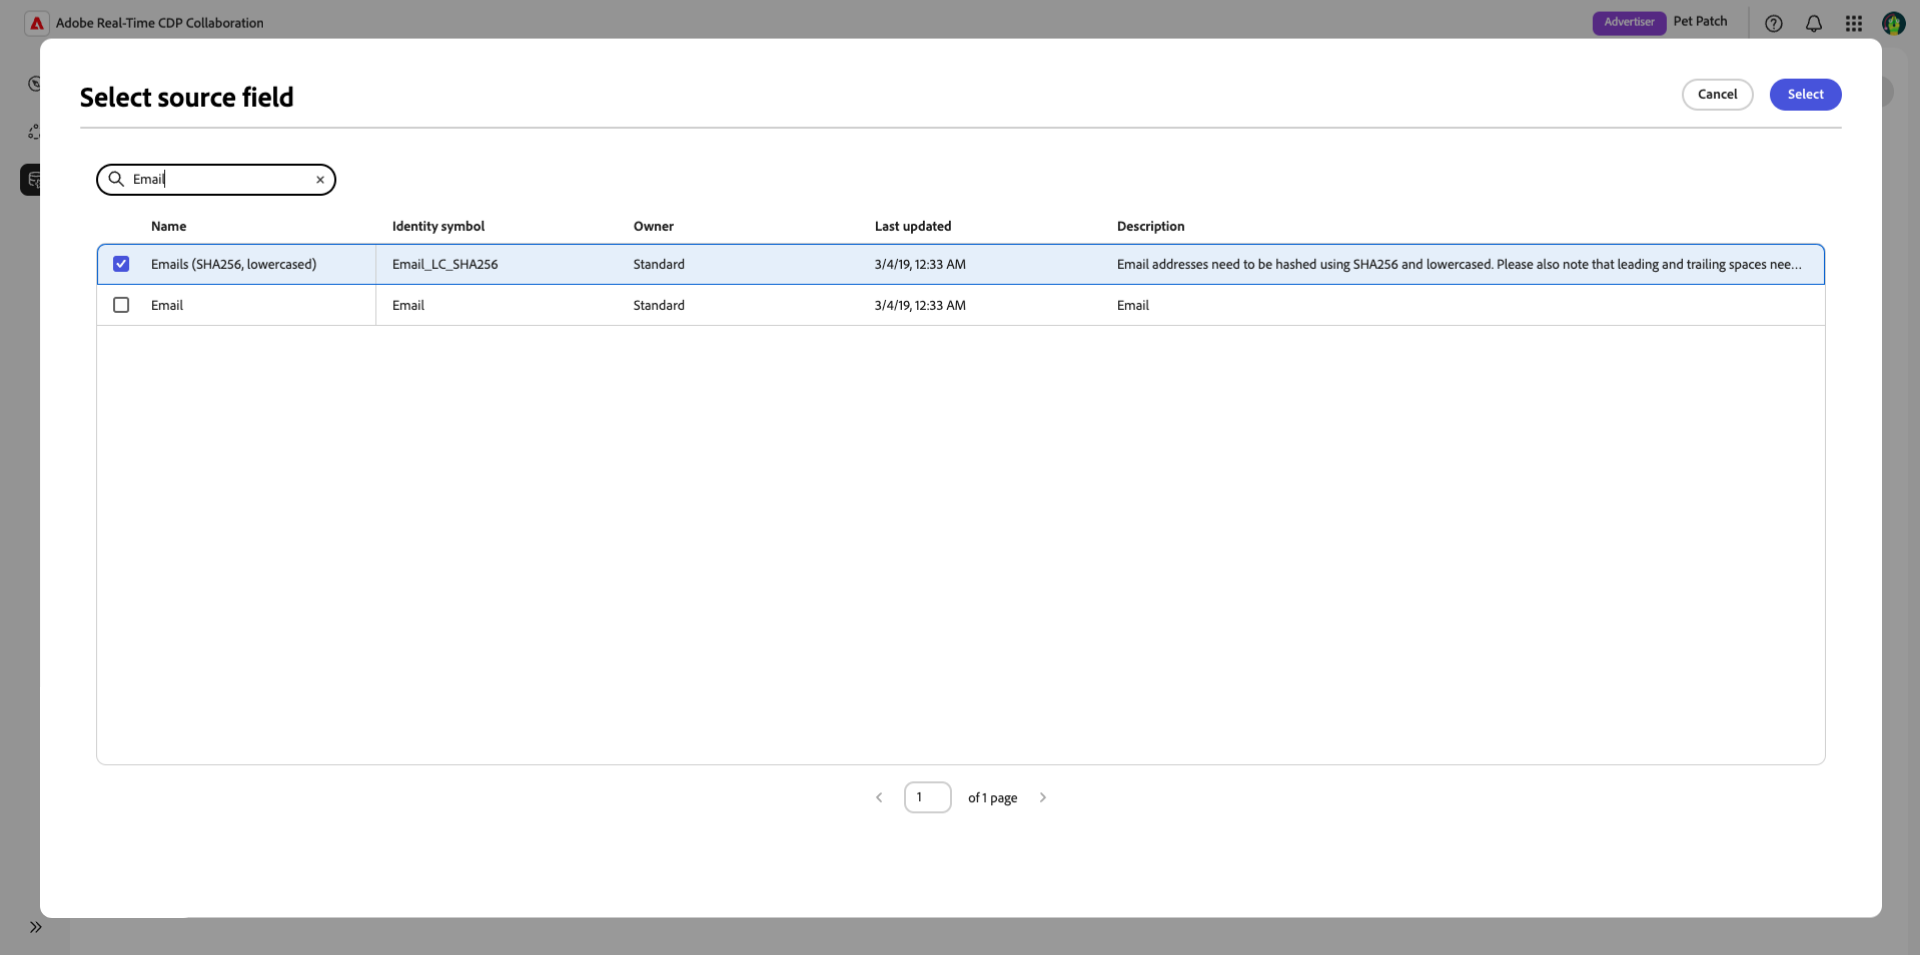 Adobe Real-Time CDP Collaboration
Advertiser Pet Patch
Select source field
Cancel Select
Email
Name Identity symbol Owner Last updated Description
Emails (SHA256, lowercased) Email_LC_SHA256 Standard 3/4/19, 12:33 AM Email addresses need to be hashed using SHA256 and lowercased. Please also note that leading and trailing spaces nee...
Email Email Standard 3/4/19, 12:33 AM Email
1 of 1 page